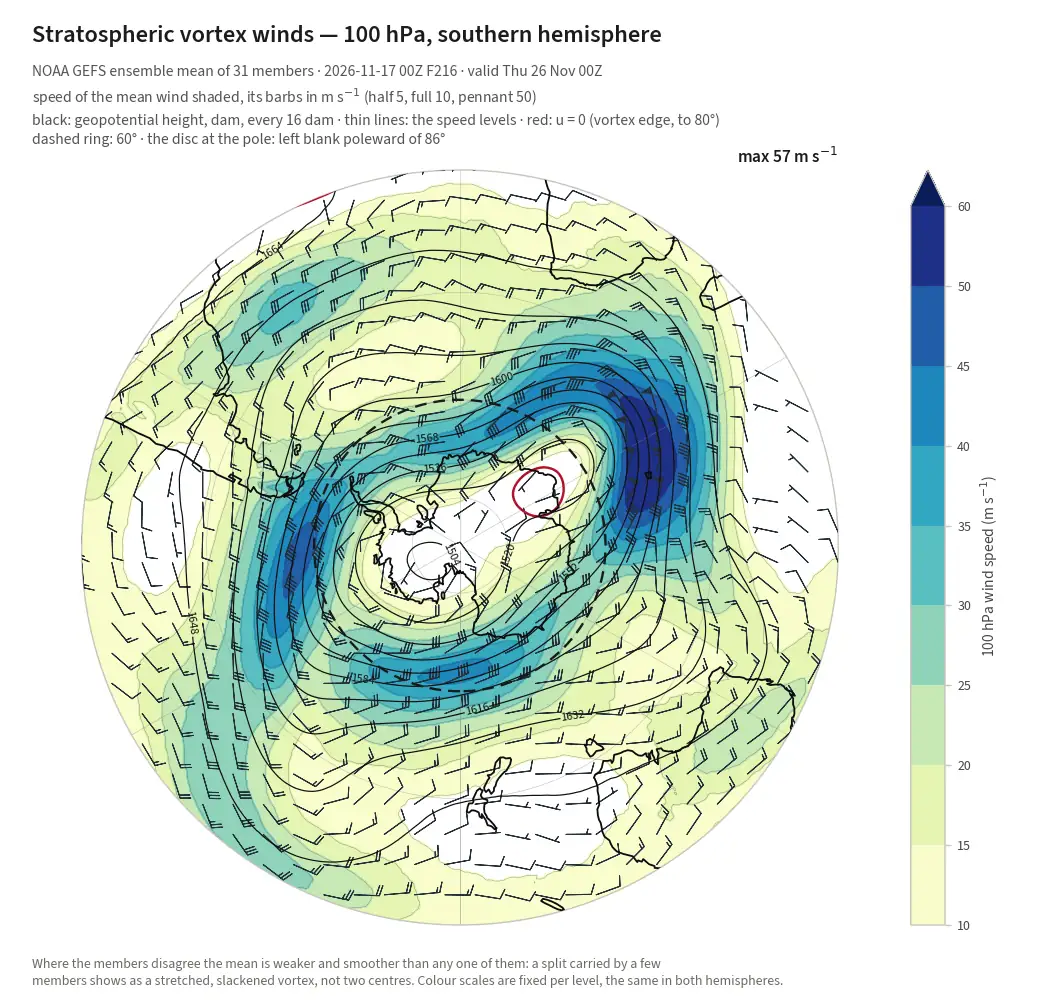 Stratospheric vortex winds — 100 hPa, southern hemisphere
NOAA GEFS ensemble mean of 31 members · 2026-11-17 00Z F216 · valid Thu 26 Nov 00Z
speed of the mean wind shaded, its barbs in m s⁻¹ (half 5, full 10, pennant 50)
black: geopotential height, dam, every 16 dam · thin lines: the speed levels · red: u = 0 (vortex edge, to 80°)
dashed ring: 60° · the disc at the pole: left blank poleward of 86°
max 57 m s⁻¹
1664
1600
1568
1504
1520
1648
1616
1632
60
50
45
40
35
30
25
20
15
10
100 hPa wind speed (m s⁻¹)
Where the members disagree the mean is weaker and smoother than any one of them: a split carried by a few
members shows as a stretched, slackened vortex, not two centres. Colour scales are fixed per level, the same in both hemispheres.